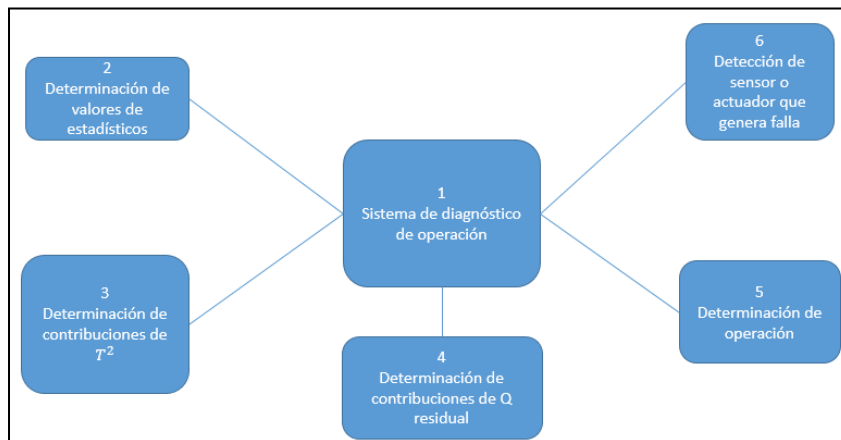 2
Determinación de
valores de
estadísticos
6
Detección de
sensor o
actuador que
genera falla
1
Sistema de diagnóstico
de operación
3
Determinación de
contribuciones de
T²
5
Determinación de
operación
4
Determinación de
contribuciones de Q
residual